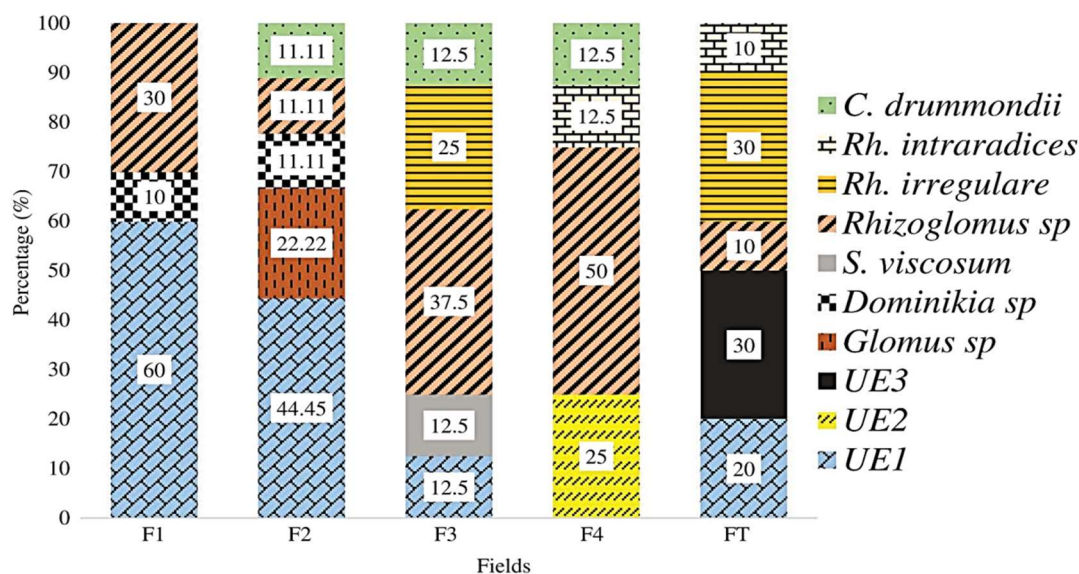 Percentage (%)
100
90
80
70
60
50
40
30
20
10
0
30
10
60
11.11
11.11
11.11
22.22
44.45
12.5
25
37.5
12.5
12.5
12.5
12.5
50
25
10
30
10
30
20
F1
F2
F3
F4
FT
Fields
C. drummondii
Rh. intraradices
Rh. irregulare
Rhizoglomus sp
S. viscosum
Dominikia sp
Glomus sp
UE3
UE2
UE1